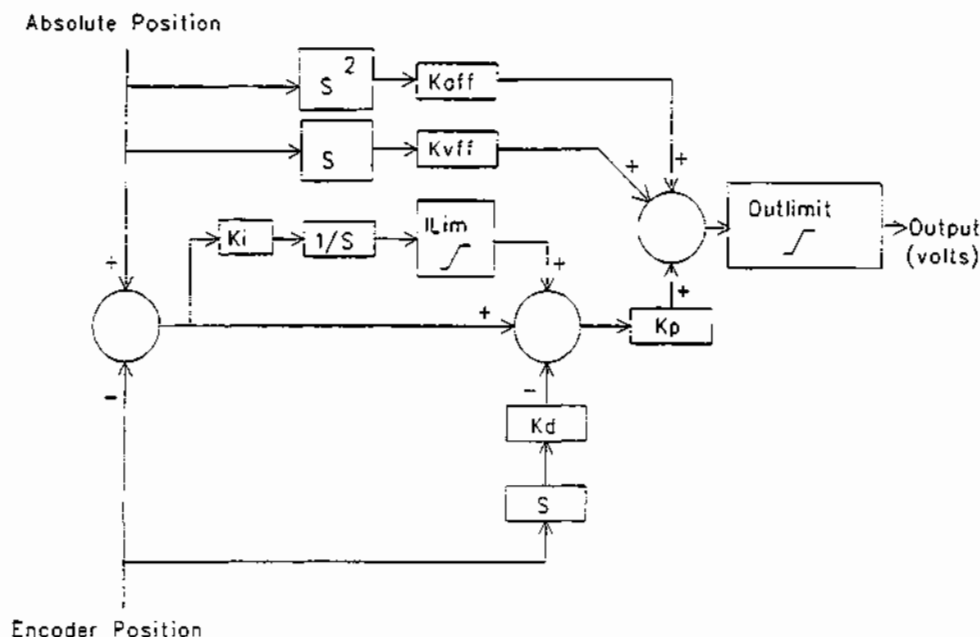 Absolute Position
S 2
Kaff
S
Kvff
+
+
Ki
1/S
ILim
Outlimit
Output
(volts)
+
+
+
+
Kp
-
-
Kd
S
Encoder Position